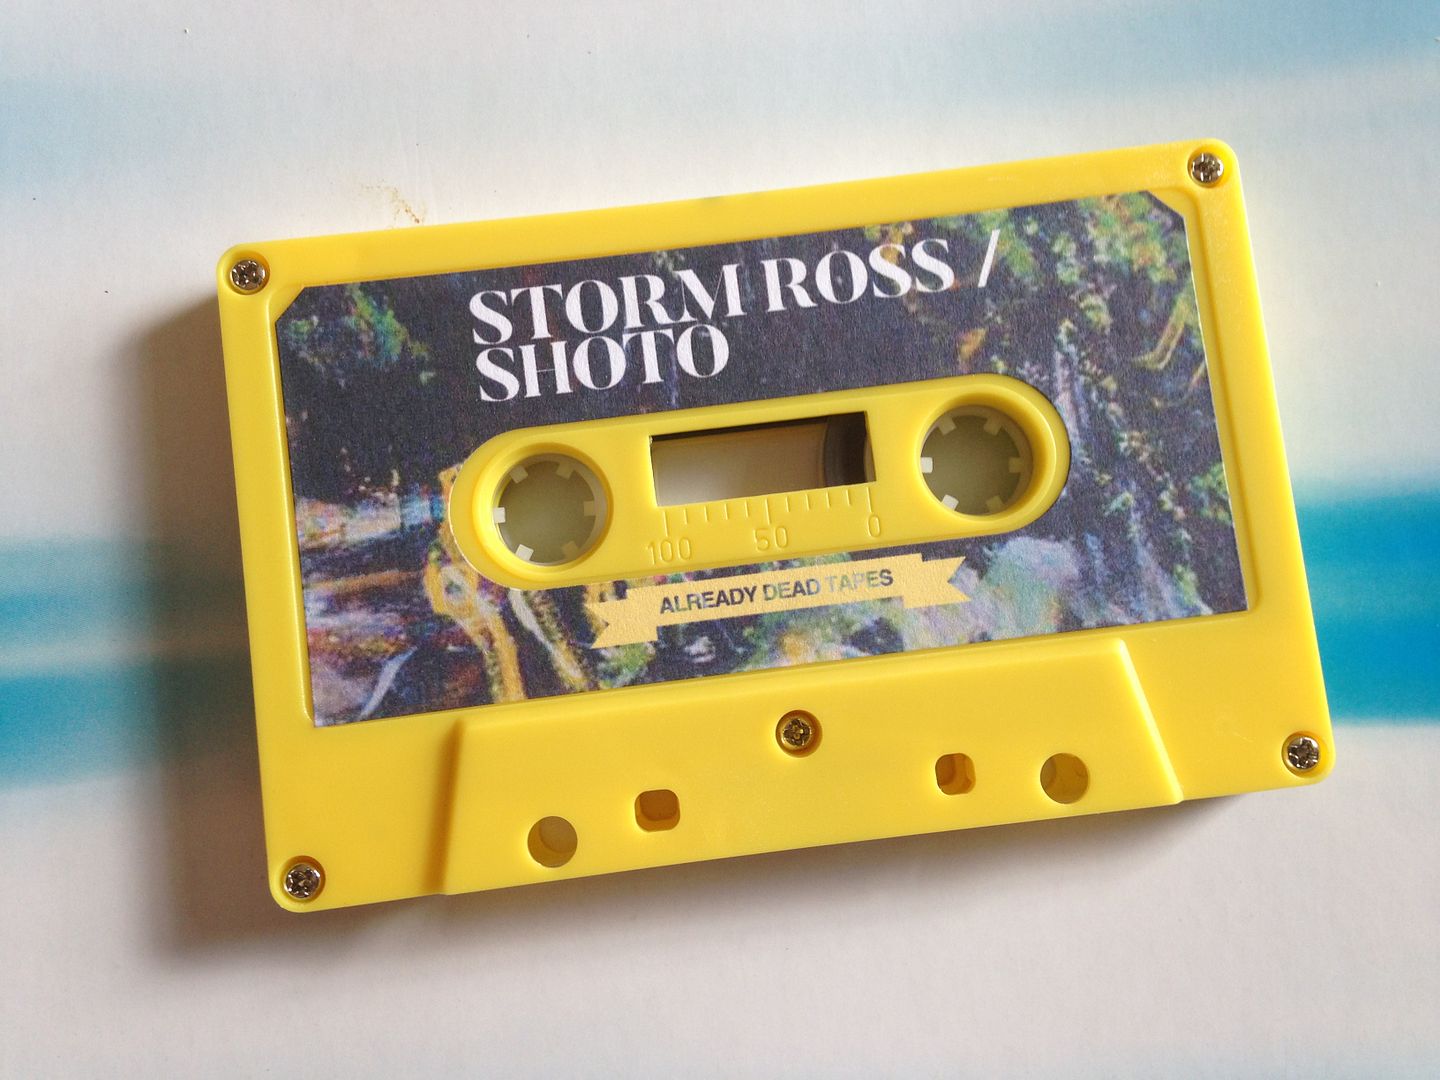 STORM ROSS /
SHOTO
100 50 0
ALREADY DEAD TAPES